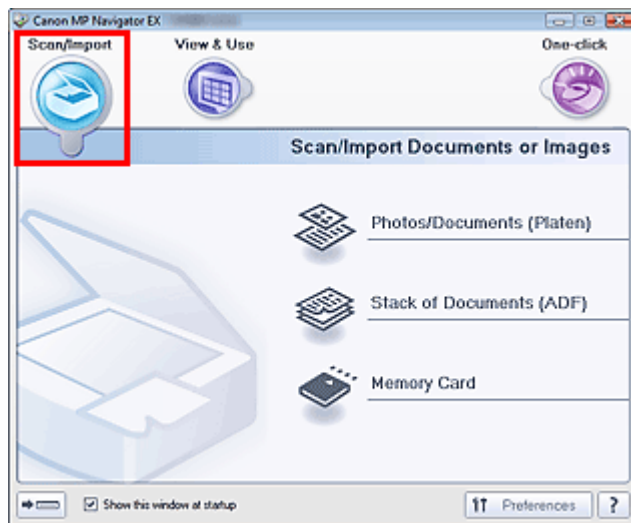 Canon MP Navigator EX
Scan/Import View & Use One-click
Scan/Import Documents or Images
Photos/Documents (Platen)
Stack of Documents (ADF)
Memory Card
Show this window at startup Preferences ?